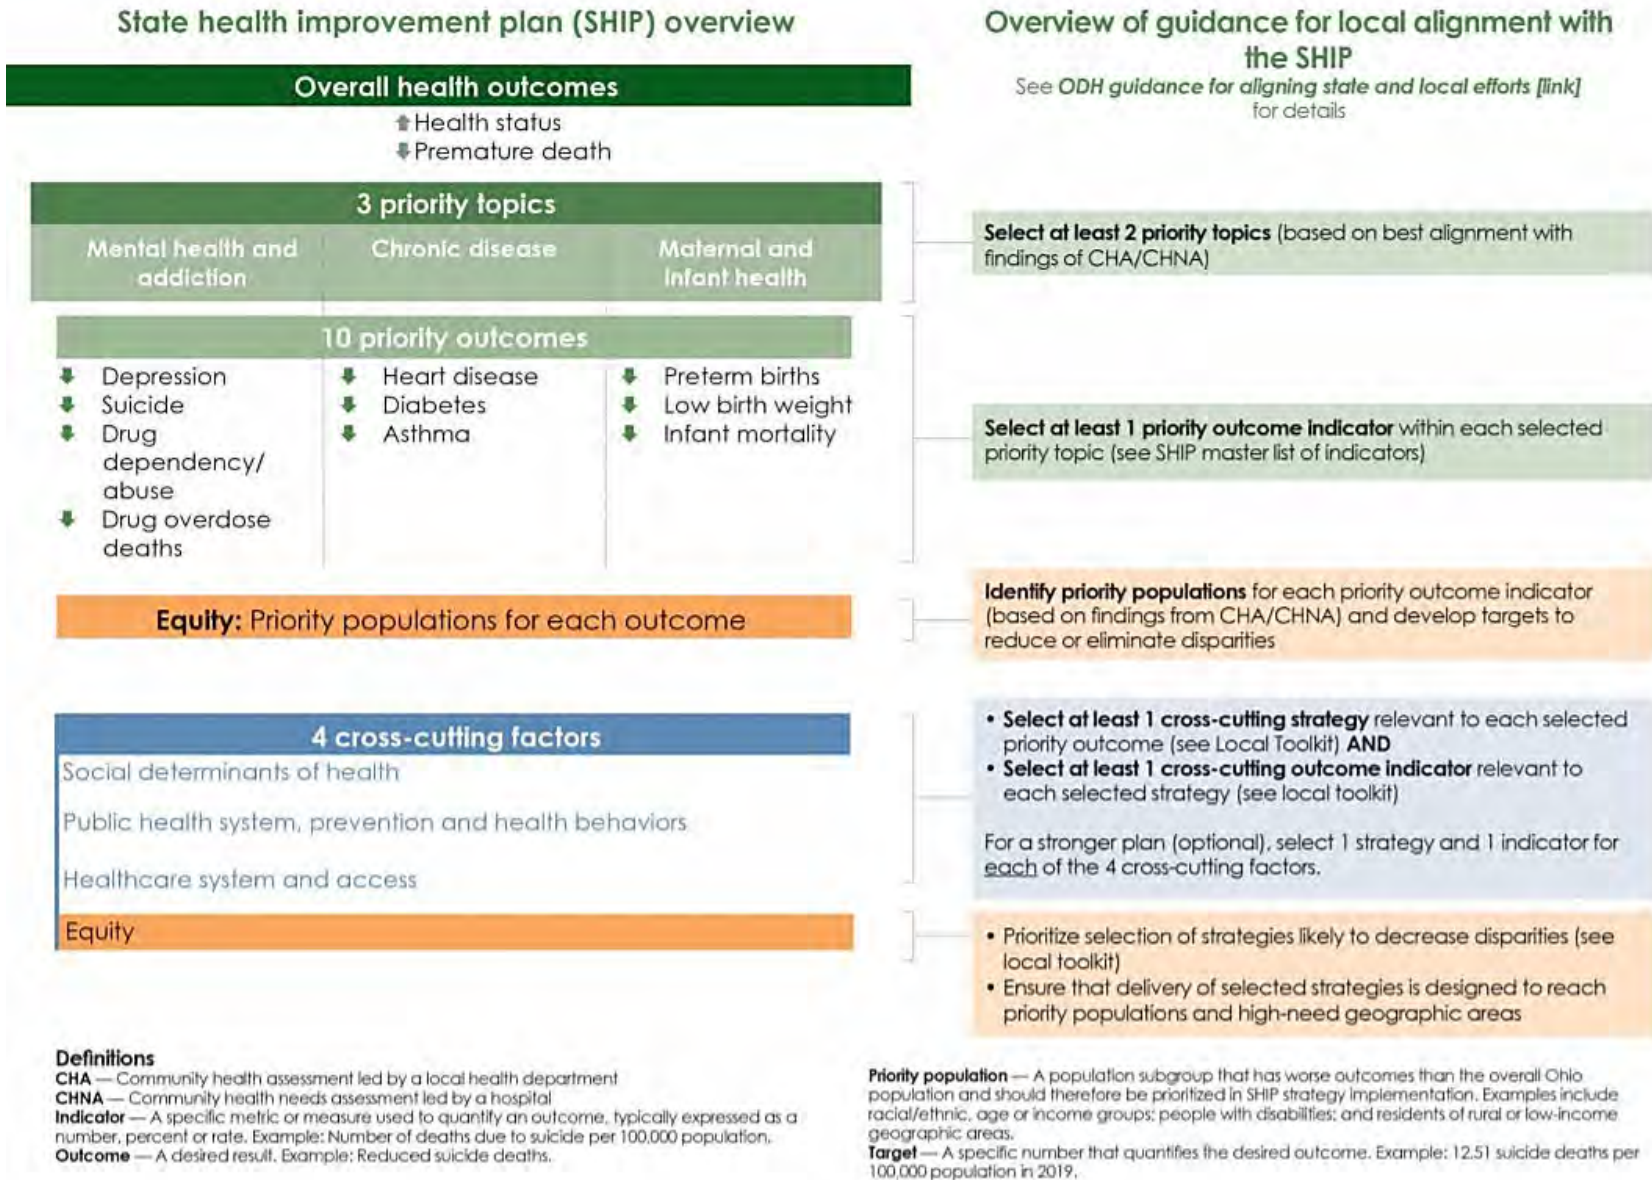 State health improvement plan (SHIP) overview
Overall health outcomes
Health status
Premature death
3 priority topics
Mental health and
addiction
Chronic disease
Maternal and
infant health
10 priority outcomes
Depression
Suicide
Drug
dependency/
abuse
Drug overdose
deaths
Heart disease
Diabetes
Asthma
Preterm births
Low birth weight
Infant mortality
Equity: Priority populations for each outcome
4 cross-cutting factors
Social determinants of health
Public health system, prevention and health behaviors
Healthcare system and access
Equity
Overview of guidance for local alignment with
the SHIP
See ODH guidance for aligning state and local efforts [link]
for details
Select at least 2 priority topics (based on best alignment with
findings of CHA/CHNA)
Select at least 1 priority outcome indicator within each selected
priority topic (see SHIP master list of indicators)
Identify priority populations for each priority outcome indicator
(based on findings from CHA/CHNA) and develop targets to
reduce or eliminate disparities
• Select at least 1 cross-cutting strategy relevant to each selected
priority outcome (see Local Toolkit) AND
• Select at least 1 cross-cutting outcome indicator relevant to
each selected strategy (see local toolkit)
For a stronger plan (optional), select 1 strategy and 1 indicator for
each of the 4 cross-cutting factors.
• Prioritize selection of strategies likely to decrease disparities (see
local toolkit)
• Ensure that delivery of selected strategies is designed to reach
priority populations and high-need geographic areas
Definitions
CHA — Community health assessment led by a local health department
CHNA — Community health needs assessment led by a hospital
Indicator — A specific metric or measure used to quantify an outcome, typically expressed as a
number, percent or rate. Example: Number of deaths due to suicide per 100,000 population.
Outcome — A desired result. Example: Reduced suicide deaths.
Priority population — A population subgroup that has worse outcomes than the overall Ohio
population and should therefore be prioritized in SHIP strategy implementation. Examples include
racial/ethnic, age or income groups; people with disabilities; and residents of rural or low-income
geographic areas.
Target — A specific number that quantifies the desired outcome. Example: 12.51 suicide deaths per
100,000 population in 2019.